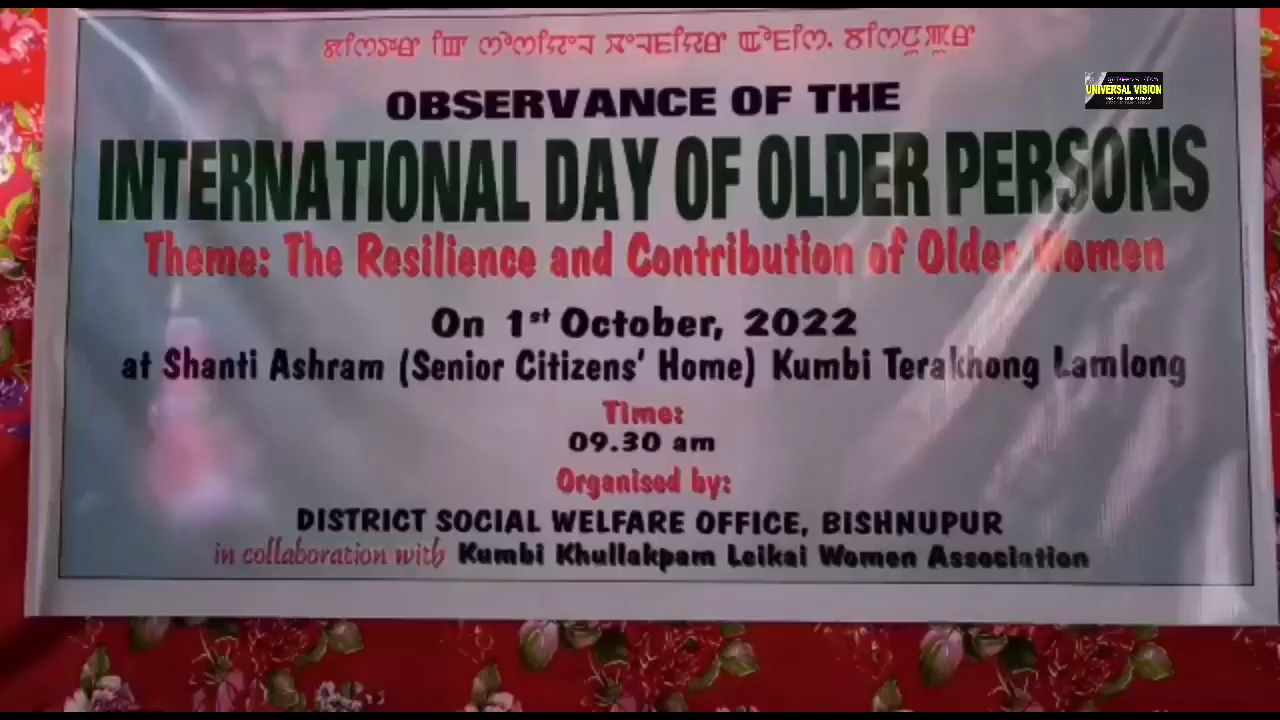 OBSERVANCE OF THE
INTERNATIONAL DAY OF OLDER PERSONS
Theme: The Resilience and Contribution of Older Women
On 1st October, 2022
at Shanti Ashram (Senior Citizens' Home) Kumbi Terakhong Lamlong
Time:
09.30 am
Organised by:
DISTRICT SOCIAL WELFARE OFFICE, BISHNUPUR
in collaboration with Kumbi Khullakpam Leikai Women Association
UNIVERSAL VISION